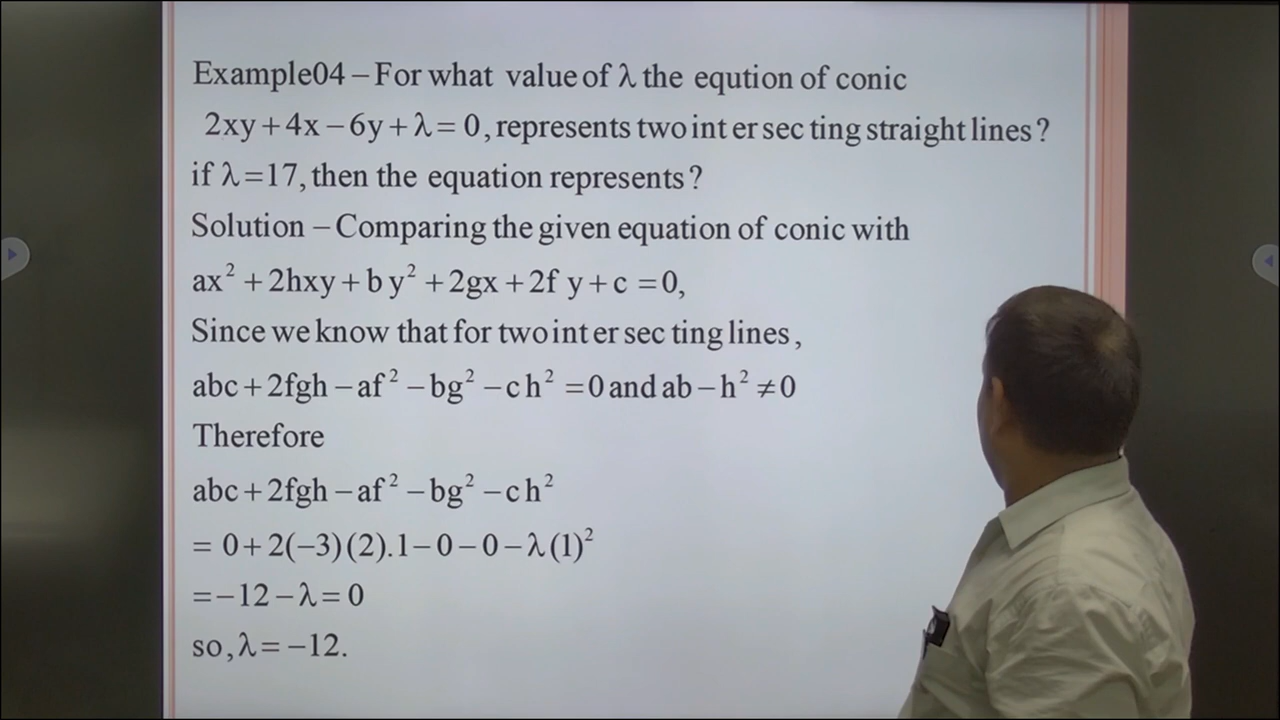 Example04 – For what value of λ the eqution of conic
2xy + 4x − 6y + λ = 0, represents two int er sec ting straight lines ?
if λ=17, then the equation represents ?
Solution – Comparing the given equation of conic with
ax² + 2hxy + b y² + 2gx + 2f y + c = 0,
Since we know that for two int er sec ting lines ,
abc + 2fgh − af² − bg² − c h² = 0 and ab − h² ≠ 0
Therefore
abc + 2fgh − af² − bg² − c h²
= 0 + 2(−3)(2).1 − 0 − 0 − λ(1)²
= −12 − λ = 0
so, λ = −12.